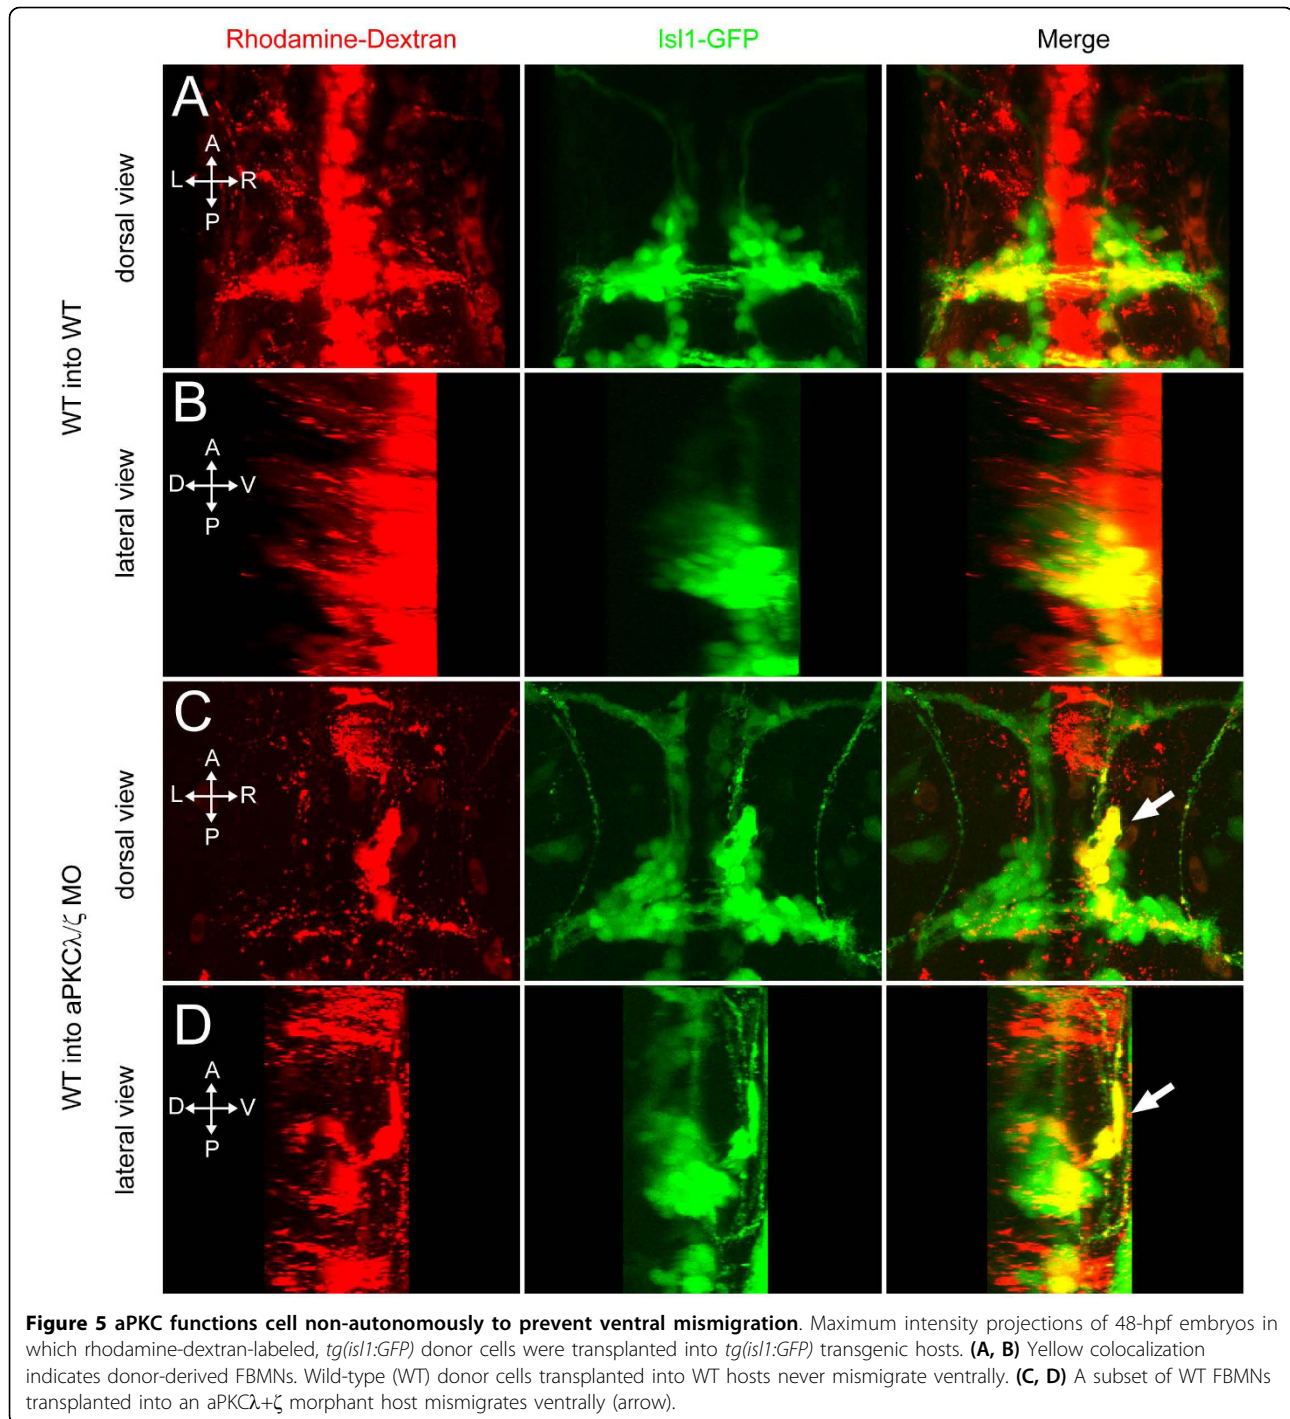 Rhodamine-Dextran Isl1-GFP Merge
WT into WT
dorsal view
A
A
L R
P
lateral view
B
A
D V
P
WT into aPKCλ/ζ MO
dorsal view
C
A
L R
P
lateral view
D
A
D V
P
Figure 5 aPKC functions cell non-autonomously to prevent ventral mismigration. Maximum intensity projections of 48-hpf embryos in
which rhodamine-dextran-labeled, tg(isl1:GFP) donor cells were transplanted into tg(isl1:GFP) transgenic hosts. (A, B) Yellow colocalization
indicates donor-derived FBMNs. Wild-type (WT) donor cells transplanted into WT hosts never mismigrate ventrally. (C, D) A subset of WT FBMNs
transplanted into an aPKCλ+ζ morphant host mismigrates ventrally (arrow).